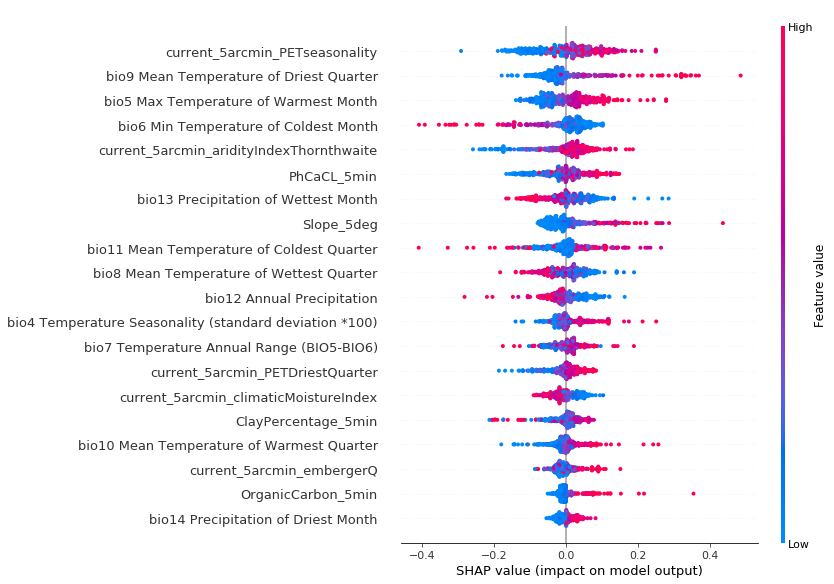 High
current_5arcmin_PETseasonality
bio9 Mean Temperature of Driest Quarter
bio5 Max Temperature of Warmest Month
bio6 Min Temperature of Coldest Month
current_5arcmin_aridityIndexThornthwaite
PhCaCL_5min
bio13 Precipitation of Wettest Month
Slope_5deg
bio11 Mean Temperature of Coldest Quarter
bio8 Mean Temperature of Wettest Quarter
bio12 Annual Precipitation
bio4 Temperature Seasonality (standard deviation *100)
bio7 Temperature Annual Range (BIO5-BIO6)
current_5arcmin_PETDriestQuarter
current_5arcmin_climaticMoistureIndex
ClayPercentage_5min
bio10 Mean Temperature of Warmest Quarter
current_5arcmin_embergerQ
OrganicCarbon_5min
bio14 Precipitation of Driest Month
Feature value
Low
−0.4 −0.2 0.0 0.2 0.4
SHAP value (impact on model output)